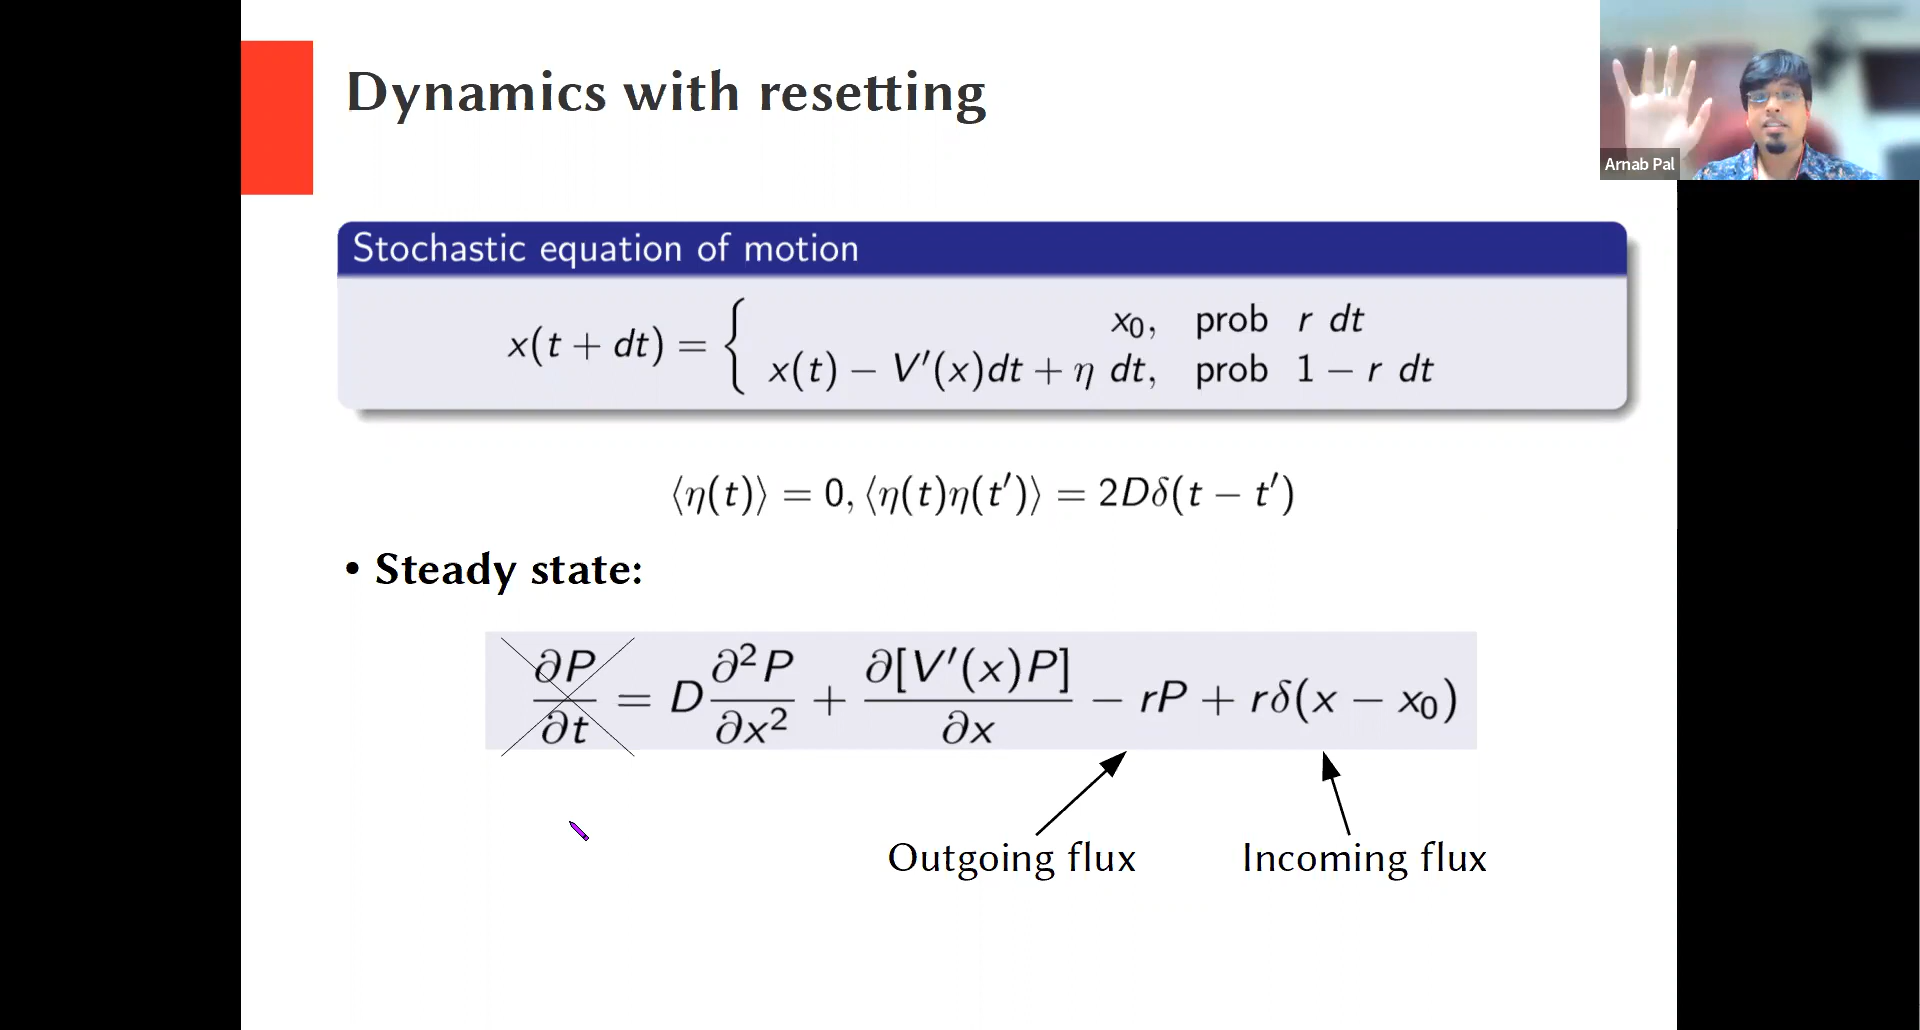 Dynamics with resetting
Arnab Pal
Stochastic equation of motion
x(t + dt) = { x₀, prob r dt
x(t) − V′(x)dt + η dt, prob 1 − r dt
⟨η(t)⟩ = 0, ⟨η(t)η(t′)⟩ = 2Dδ(t − t′)
• Steady state:
∂P/∂t = D ∂²P/∂x² + ∂[V′(x)P]/∂x − rP + rδ(x − x₀)
Outgoing flux Incoming flux